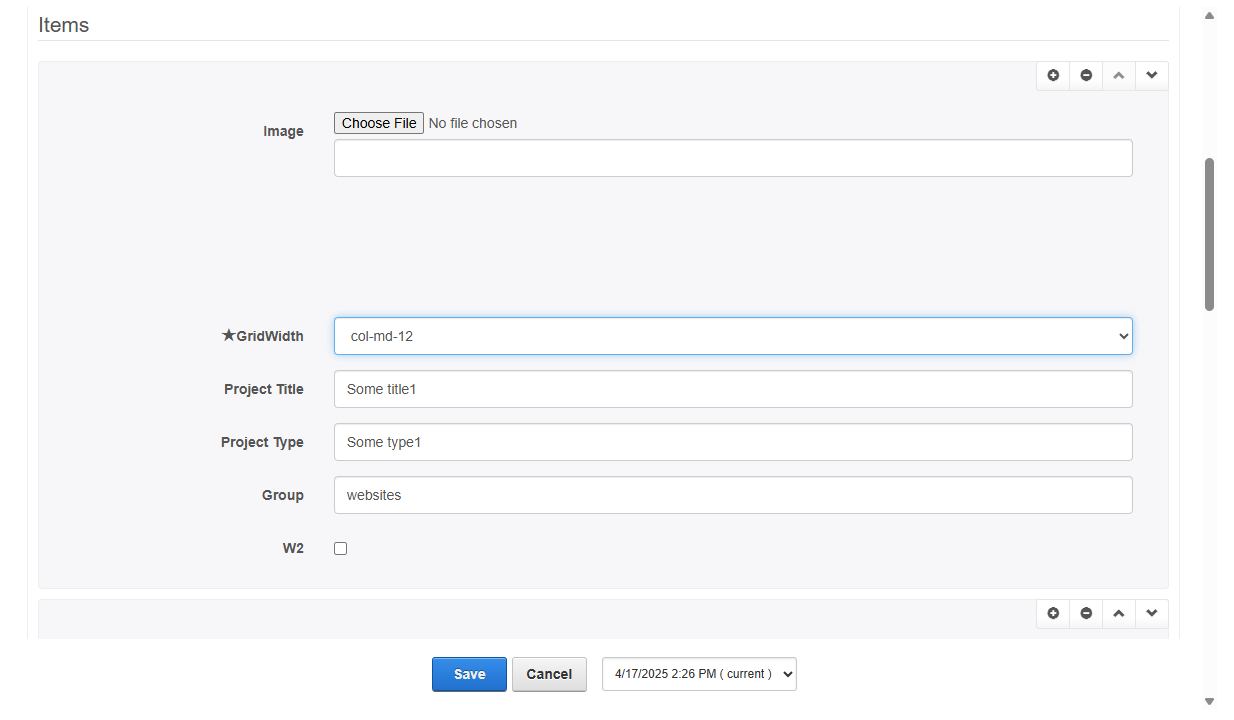 Items
Image
Choose File No file chosen
★GridWidth
col-md-12
Project Title
Some title1
Project Type
Some type1
Group
websites
W2
Save
Cancel
4/17/2025 2:26 PM ( current )